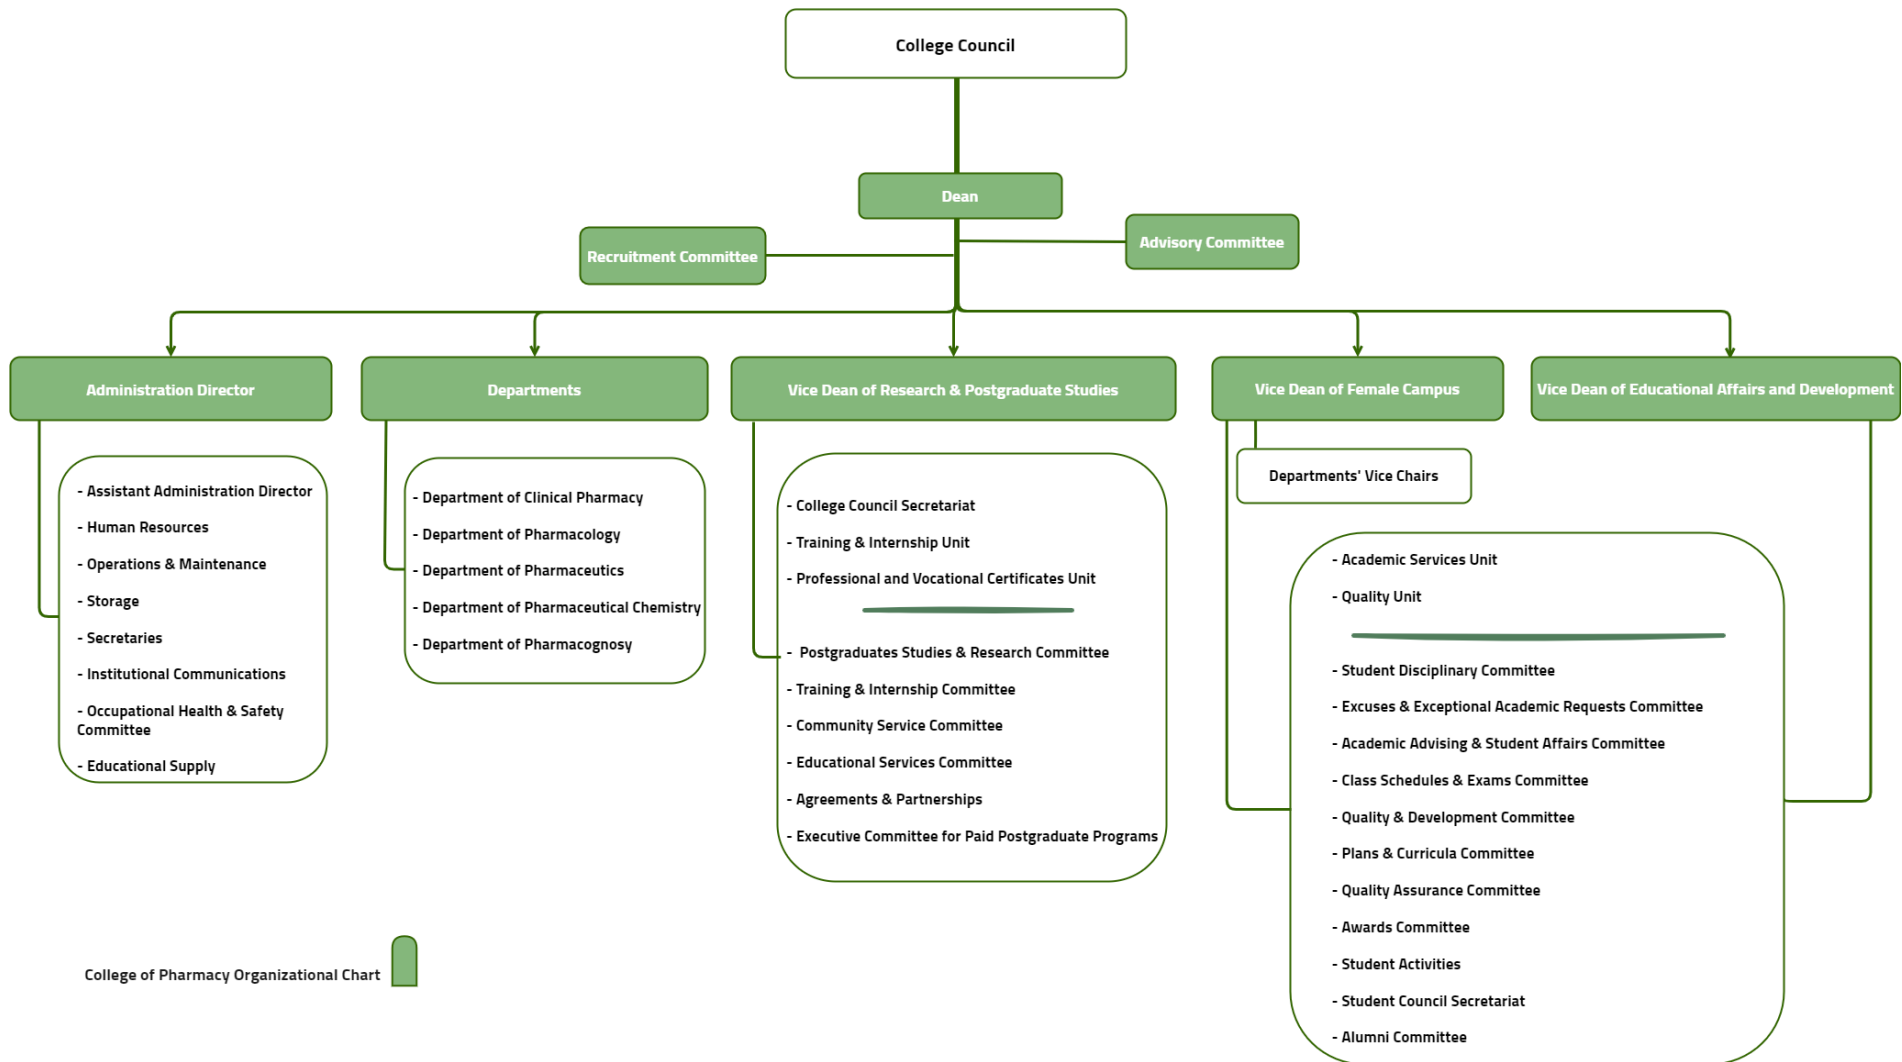 College Council
Dean
Recruitment Committee
Advisory Committee
Administration Director
Departments
Vice Dean of Research & Postgraduate Studies
Vice Dean of Female Campus
Vice Dean of Educational Affairs and Development
- Assistant Administration Director
- Human Resources
- Operations & Maintenance
- Storage
- Secretaries
- Institutional Communications
- Occupational Health & Safety
Committee
- Educational Supply
- Department of Clinical Pharmacy
- Department of Pharmacology
- Department of Pharmaceutics
- Department of Pharmaceutical Chemistry
- Department of Pharmacognosy
- College Council Secretariat
- Training & Internship Unit
- Professional and Vocational Certificates Unit
- Postgraduates Studies & Research Committee
- Training & Internship Committee
- Community Service Committee
- Educational Services Committee
- Agreements & Partnerships
- Executive Committee for Paid Postgraduate Programs
Departments' Vice Chairs
- Academic Services Unit
- Quality Unit
- Student Disciplinary Committee
- Excuses & Exceptional Academic Requests Committee
- Academic Advising & Student Affairs Committee
- Class Schedules & Exams Committee
- Quality & Development Committee
- Plans & Curricula Committee
- Quality Assurance Committee
- Awards Committee
- Student Activities
- Student Council Secretariat
- Alumni Committee
College of Pharmacy Organizational Chart